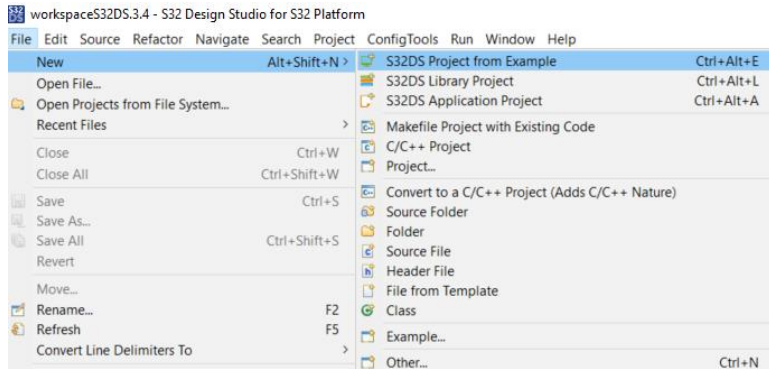 workspaceS32DS.3.4 - S32 Design Studio for S32 Platform
File Edit Source Refactor Navigate Search Project ConfigTools Run Window Help
New Alt+Shift+N >
Open File...
Open Projects from File System...
Recent Files >
Close Ctrl+W
Close All Ctrl+Shift+W
Save Ctrl+S
Save As...
Save All Ctrl+Shift+S
Revert
Move...
Rename... F2
Refresh F5
Convert Line Delimiters To >
S32DS Project from Example Ctrl+Alt+E
S32DS Library Project Ctrl+Alt+L
S32DS Application Project Ctrl+Alt+A
Makefile Project with Existing Code
C/C++ Project
Project...
Convert to a C/C++ Project (Adds C/C++ Nature)
Source Folder
Folder
Source File
Header File
File from Template
Class
Example...
Other... Ctrl+N